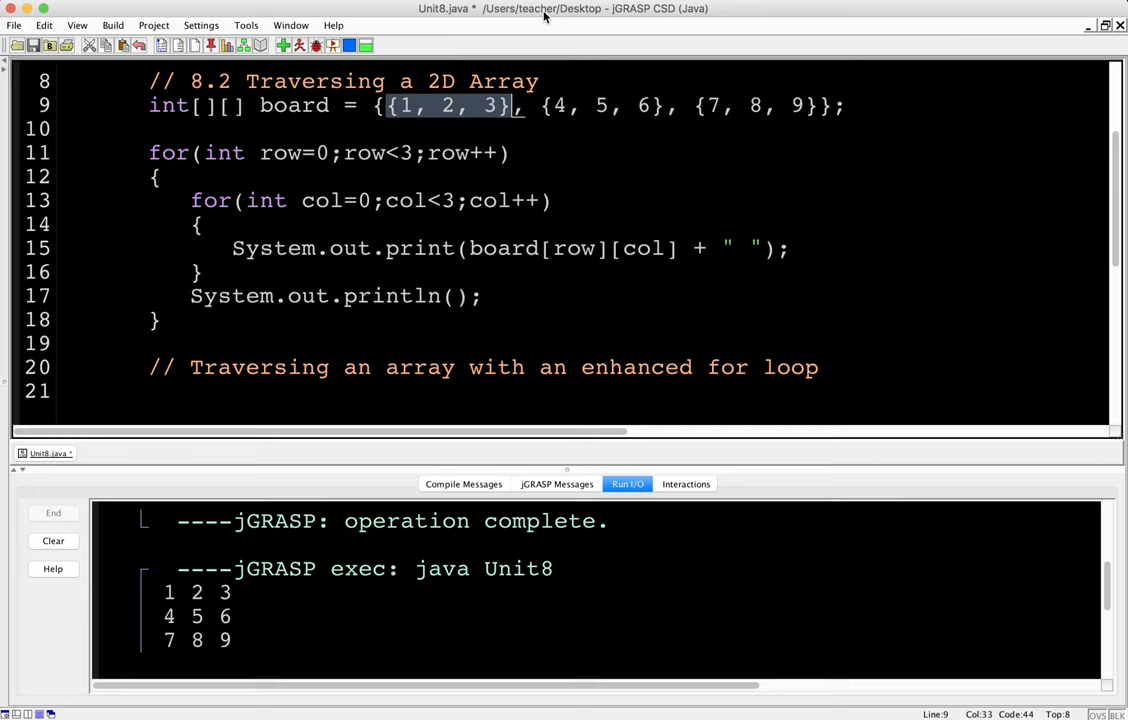 Unit8.java * /Users/teacher/Desktop - jGRASP CSD (Java)
File Edit View Build Project Settings Tools Window Help
8 // 8.2 Traversing a 2D Array
9 int[][] board = {{1, 2, 3}, {4, 5, 6}, {7, 8, 9}};
10
11 for(int row=0;row<3;row++)
12 {
13 for(int col=0;col<3;col++)
14 {
15 System.out.print(board[row][col] + " ");
16 }
17 System.out.println();
18 }
19
20 // Traversing an array with an enhanced for loop
21
Unit8.java *
Compile Messages jGRASP Messages Run I/O Interactions
End
Clear
Help
----jGRASP: operation complete.
----jGRASP exec: java Unit8
1 2 3
4 5 6
7 8 9
Line:9 Col:33 Code:44 Top:8 OVS BLK